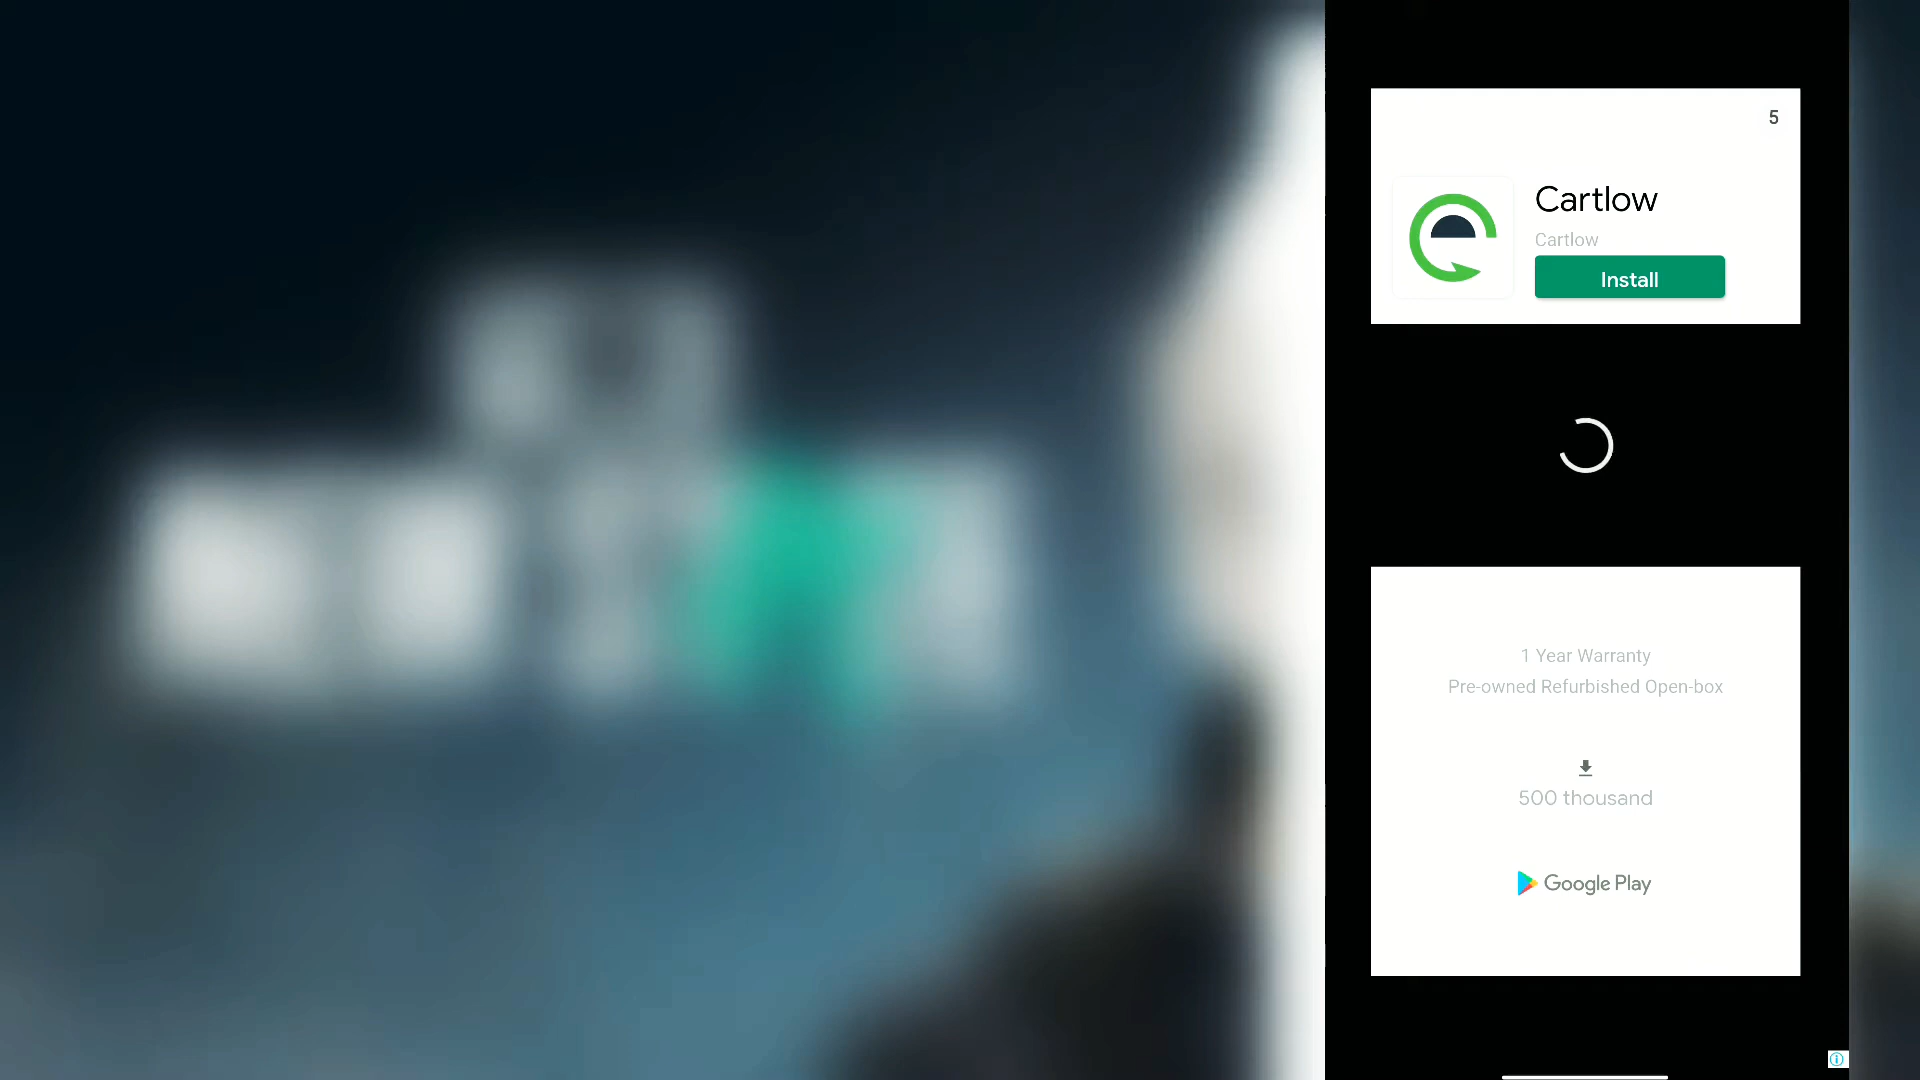 5
Cartlow
Cartlow
Install
1 Year Warranty
Pre-owned Refurbished Open-box
500 thousand
Google Play